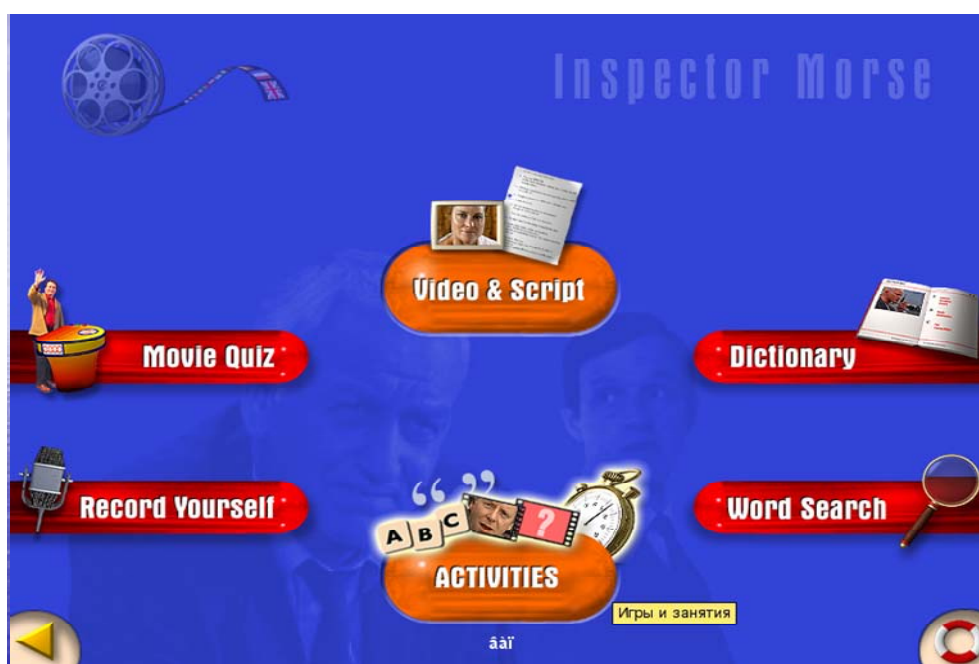 Inspector Morse
Video & Script
Movie Quiz
Dictionary
Record Yourself
Word Search
A B C
?
ACTIVITIES
Игры и занятия
âàï